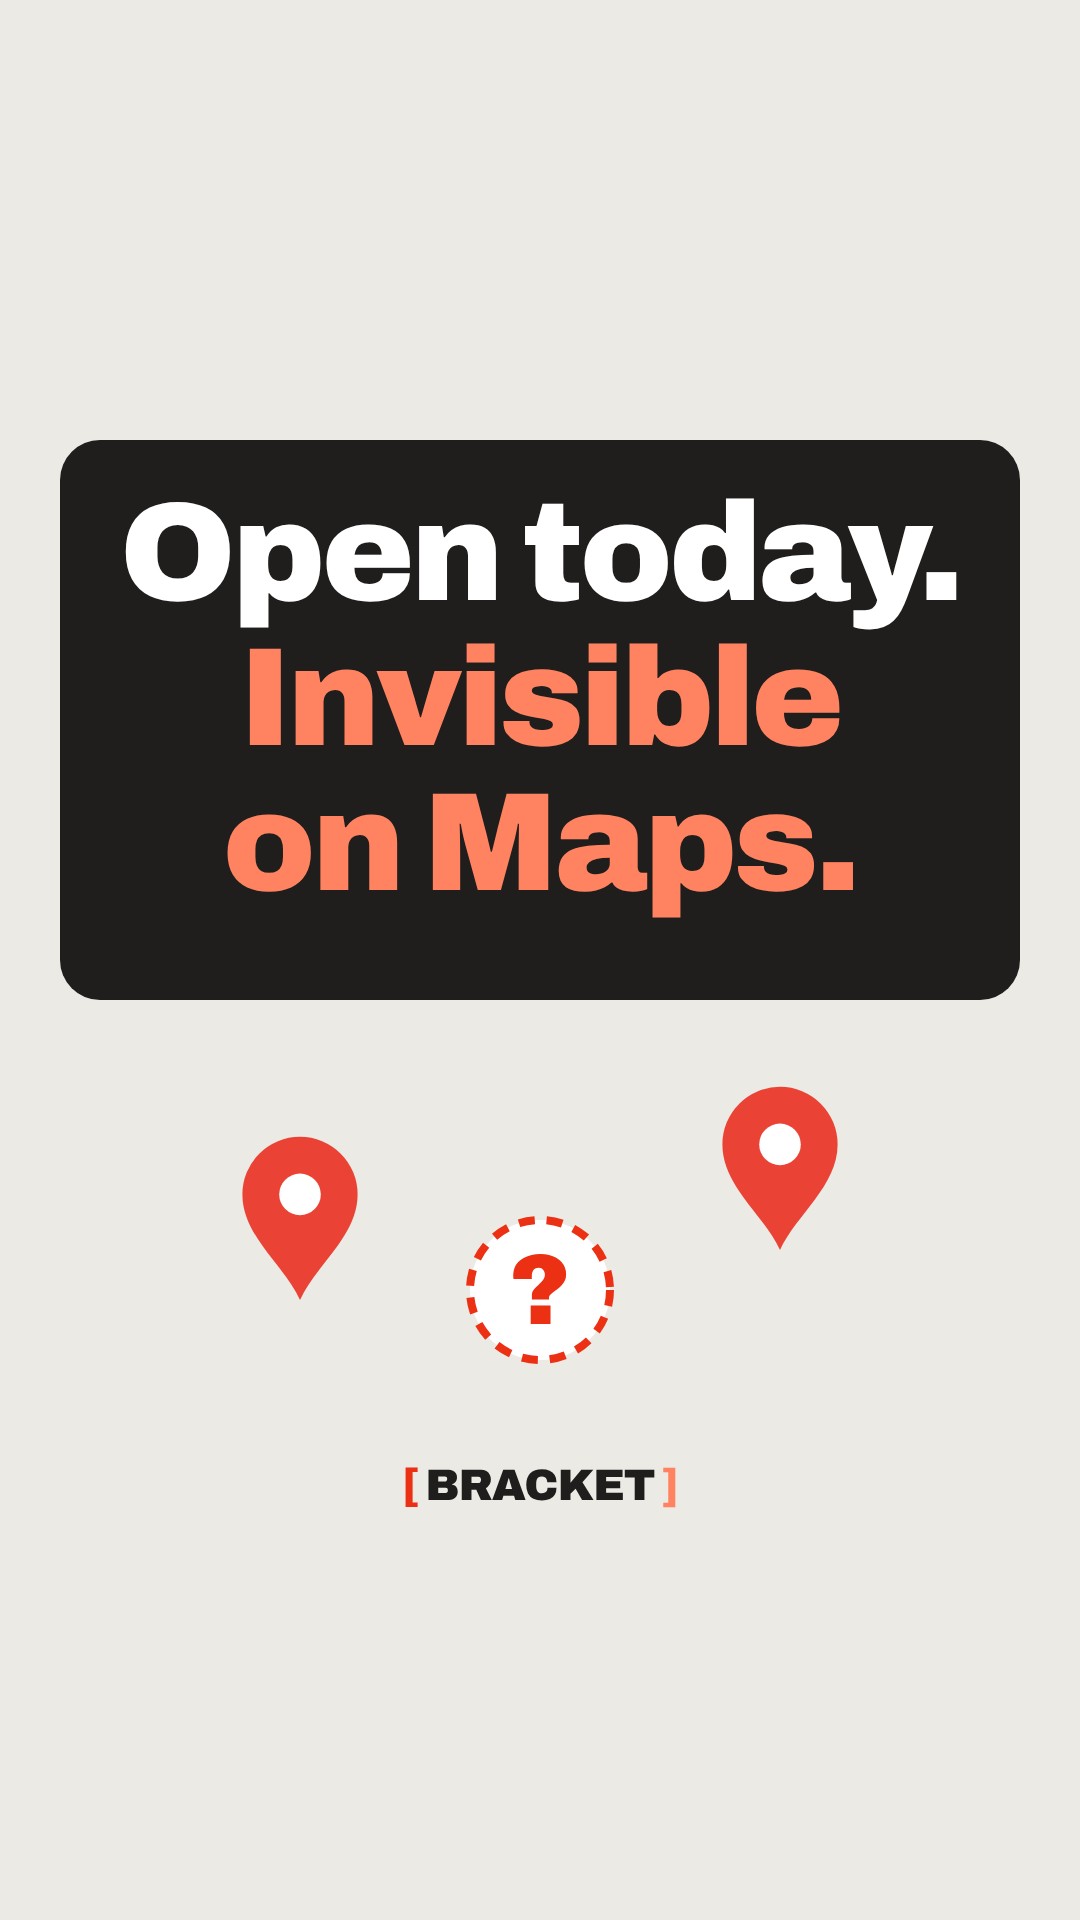 Open today.
Invisible
on Maps.
?
[ BRACKET ]